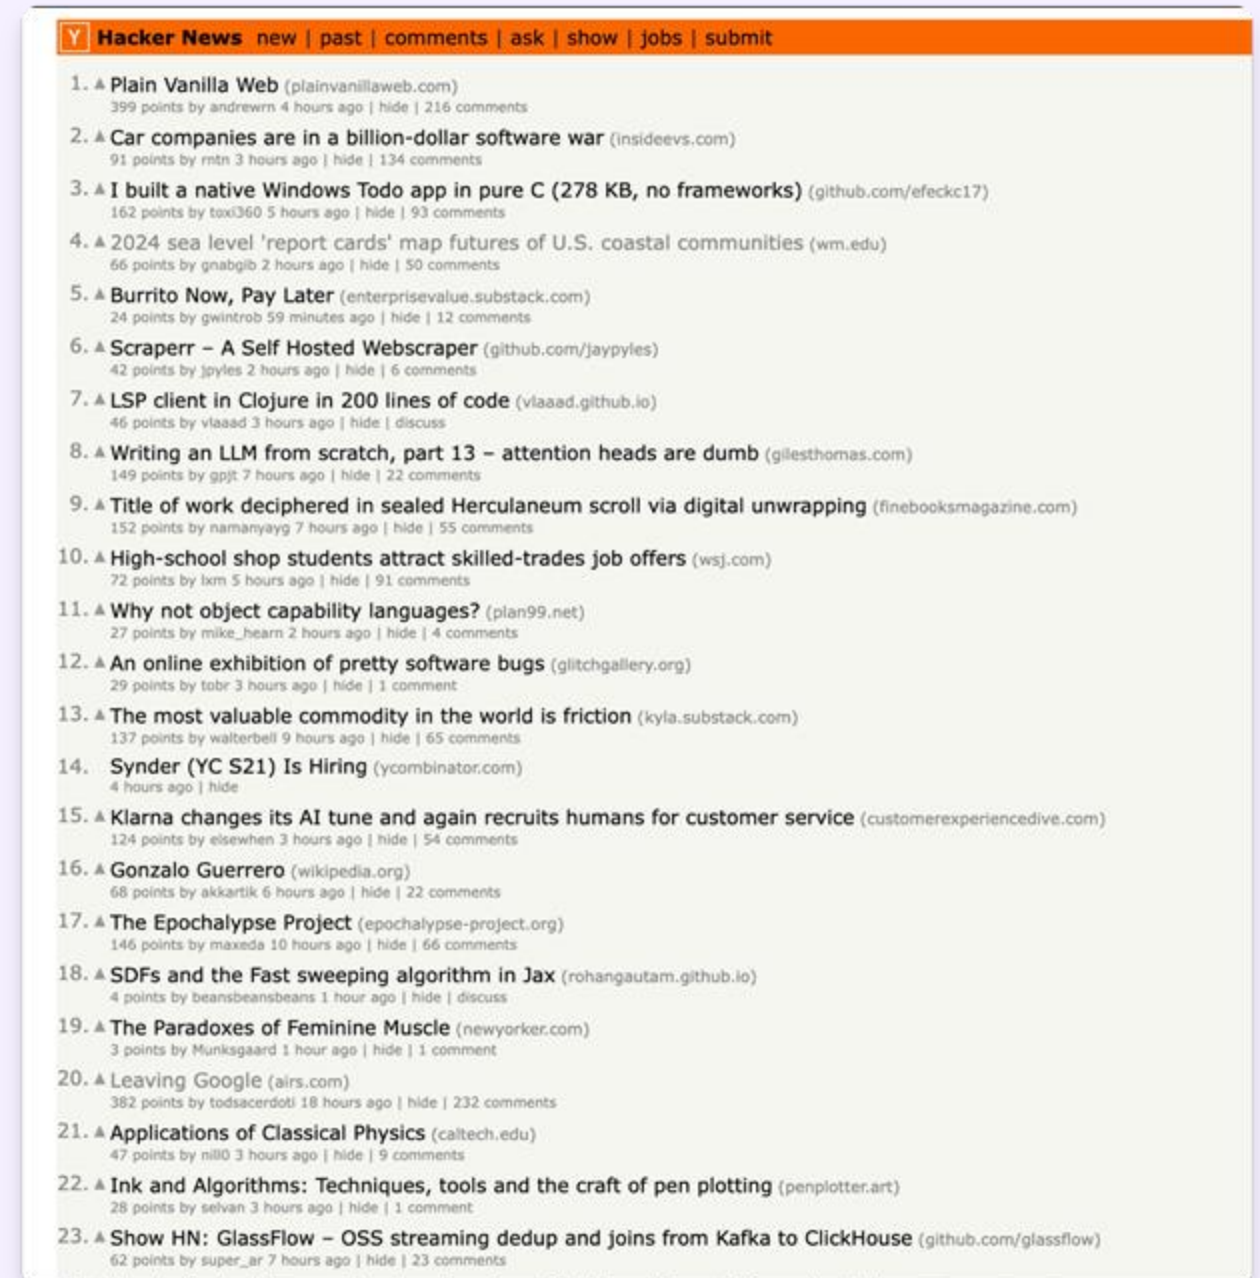 Y Hacker News new | past | comments | ask | show | jobs | submit
1. ▲ Plain Vanilla Web (plainvanillaweb.com)
399 points by andrewrn 4 hours ago | hide | 216 comments
2. ▲ Car companies are in a billion-dollar software war (insideevs.com)
91 points by rntn 3 hours ago | hide | 134 comments
3. ▲ I built a native Windows Todo app in pure C (278 KB, no frameworks) (github.com/efeckc17)
162 points by toxi360 5 hours ago | hide | 93 comments
4. ▲ 2024 sea level 'report cards' map futures of U.S. coastal communities (wm.edu)
66 points by gnabgib 2 hours ago | hide | 50 comments
5. ▲ Burrito Now, Pay Later (enterprisevalue.substack.com)
24 points by gwintrob 59 minutes ago | hide | 12 comments
6. ▲ Scraperr – A Self Hosted Webscraper (github.com/jaypyles)
42 points by jpyles 2 hours ago | hide | 6 comments
7. ▲ LSP client in Clojure in 200 lines of code (vlaaad.github.io)
46 points by vlaaad 3 hours ago | hide | discuss
8. ▲ Writing an LLM from scratch, part 13 – attention heads are dumb (gilesthomas.com)
149 points by gpjt 7 hours ago | hide | 22 comments
9. ▲ Title of work deciphered in sealed Herculaneum scroll via digital unwrapping (finebooksmagazine.com)
152 points by namanyayg 7 hours ago | hide | 55 comments
10. ▲ High-school shop students attract skilled-trades job offers (wsj.com)
72 points by lxm 5 hours ago | hide | 91 comments
11. ▲ Why not object capability languages? (plan99.net)
27 points by mike_hearn 2 hours ago | hide | 4 comments
12. ▲ An online exhibition of pretty software bugs (glitchgallery.org)
29 points by tobr 3 hours ago | hide | 1 comment
13. ▲ The most valuable commodity in the world is friction (kyla.substack.com)
137 points by walterbell 9 hours ago | hide | 65 comments
14. Synder (YC S21) Is Hiring (ycombinator.com)
4 hours ago | hide
15. ▲ Klarna changes its AI tune and again recruits humans for customer service (customerexperiencedive.com)
124 points by elsewhen 3 hours ago | hide | 54 comments
16. ▲ Gonzalo Guerrero (wikipedia.org)
68 points by akkartik 6 hours ago | hide | 22 comments
17. ▲ The Epochalypse Project (epochalypse-project.org)
146 points by maxeda 10 hours ago | hide | 66 comments
18. ▲ SDFs and the Fast sweeping algorithm in Jax (rohangautam.github.io)
4 points by beansbeansbeans 1 hour ago | hide | discuss
19. ▲ The Paradoxes of Feminine Muscle (newyorker.com)
3 points by Munksgaard 1 hour ago | hide | 1 comment
20. ▲ Leaving Google (airs.com)
382 points by todsacerdoti 18 hours ago | hide | 232 comments
21. ▲ Applications of Classical Physics (caltech.edu)
47 points by nill0 3 hours ago | hide | 9 comments
22. ▲ Ink and Algorithms: Techniques, tools and the craft of pen plotting (penplotter.art)
28 points by selvan 3 hours ago | hide | 1 comment
23. ▲ Show HN: GlassFlow – OSS streaming dedup and joins from Kafka to ClickHouse (github.com/glassflow)
62 points by super_ar 7 hours ago | hide | 23 comments